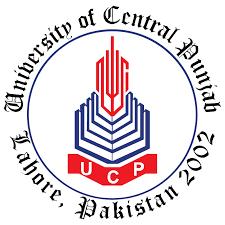 University of Central Punjab
UCP
Lahore, Pakistan 2002